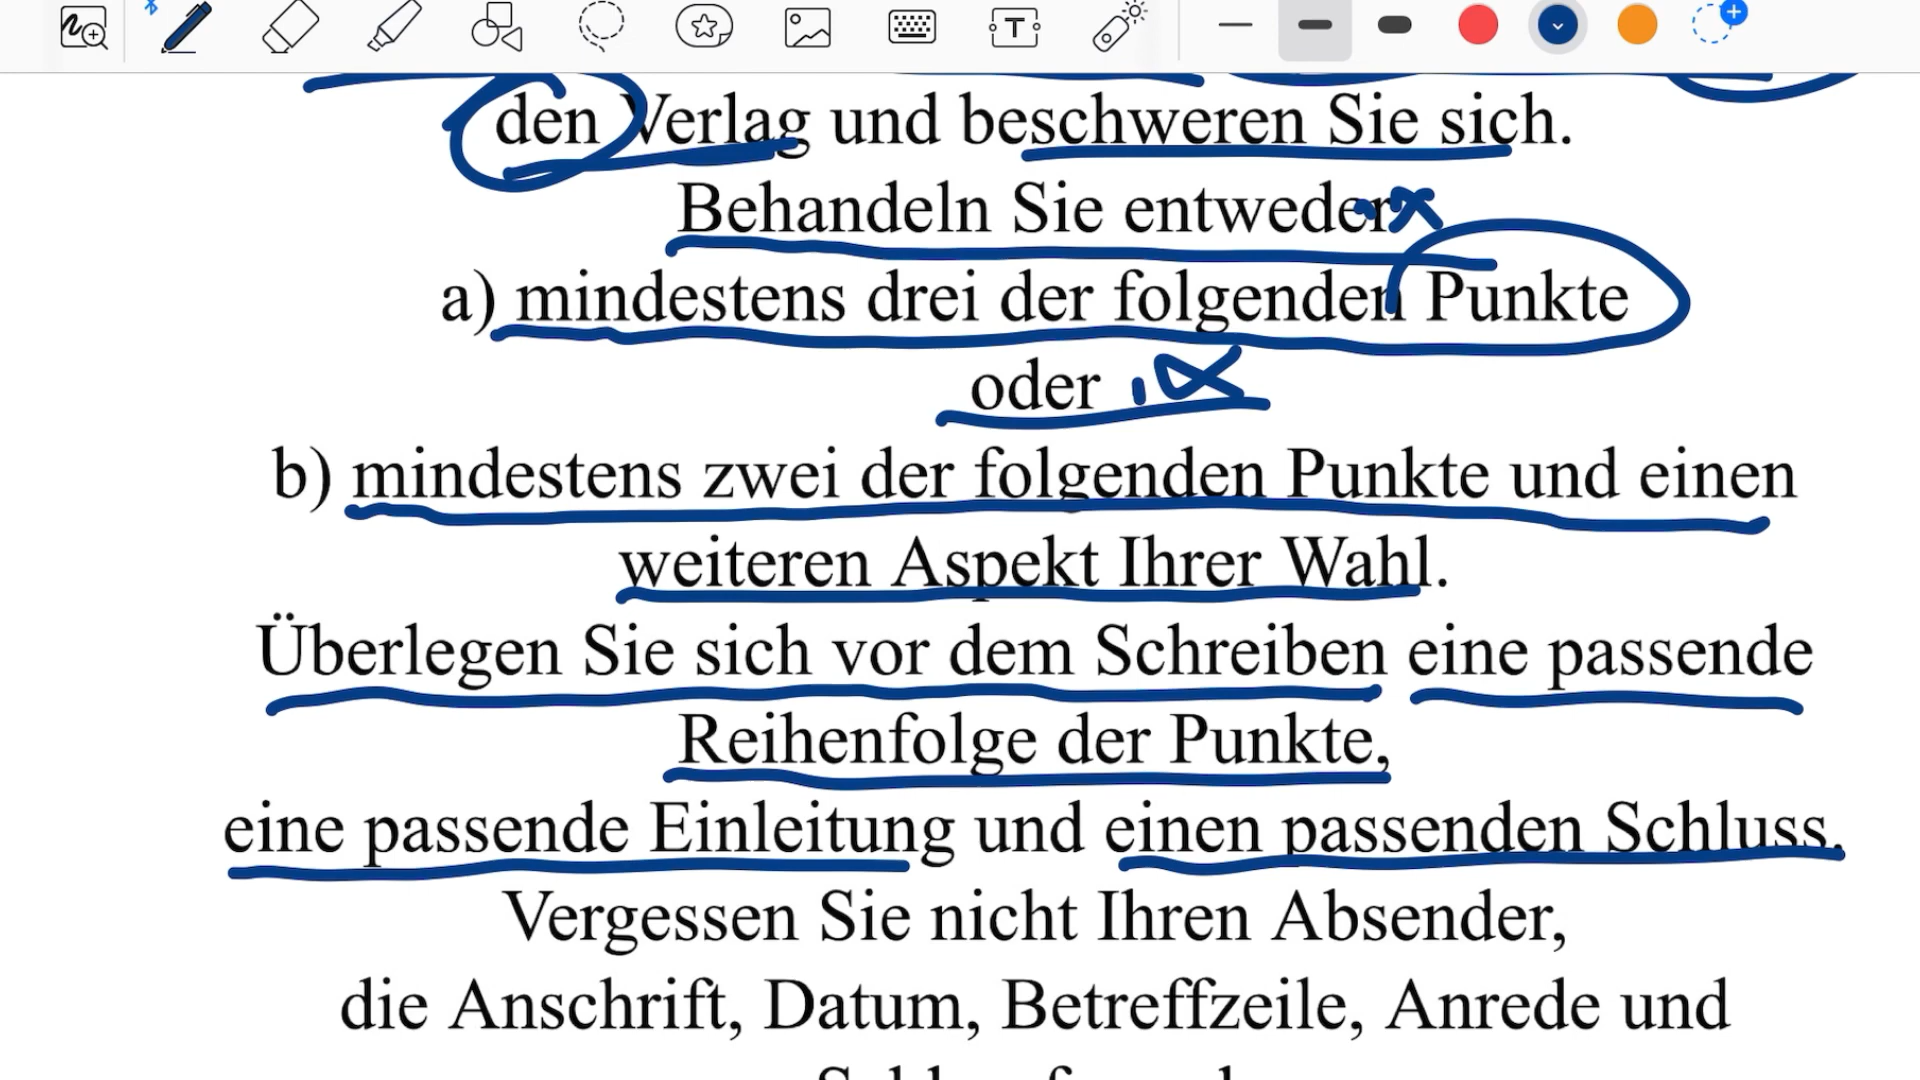 den Verlag und beschweren Sie sich.
Behandeln Sie entweder
a) mindestens drei der folgenden Punkte
oder
b) mindestens zwei der folgenden Punkte und einen
weiteren Aspekt Ihrer Wahl.
Überlegen Sie sich vor dem Schreiben eine passende
Reihenfolge der Punkte,
eine passende Einleitung und einen passenden Schluss.
Vergessen Sie nicht Ihren Absender,
die Anschrift, Datum, Betreffzeile, Anrede und